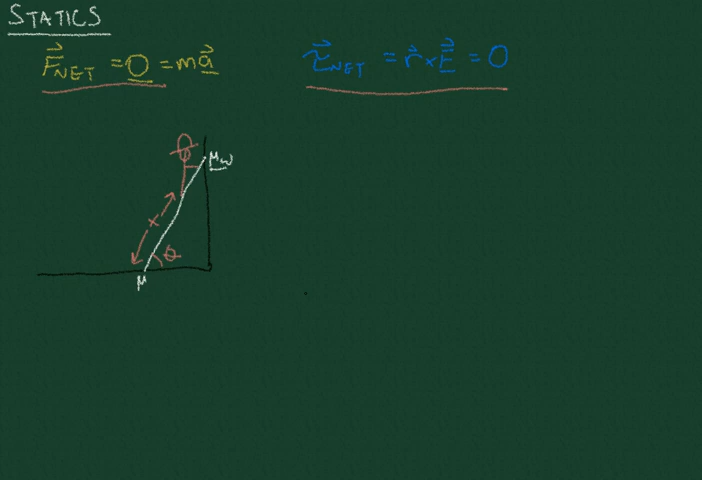 STATICS
F⃗NET = 0 = ma⃗
τ⃗NET = r⃗ × F⃗ = 0
μw
x
θ
μ